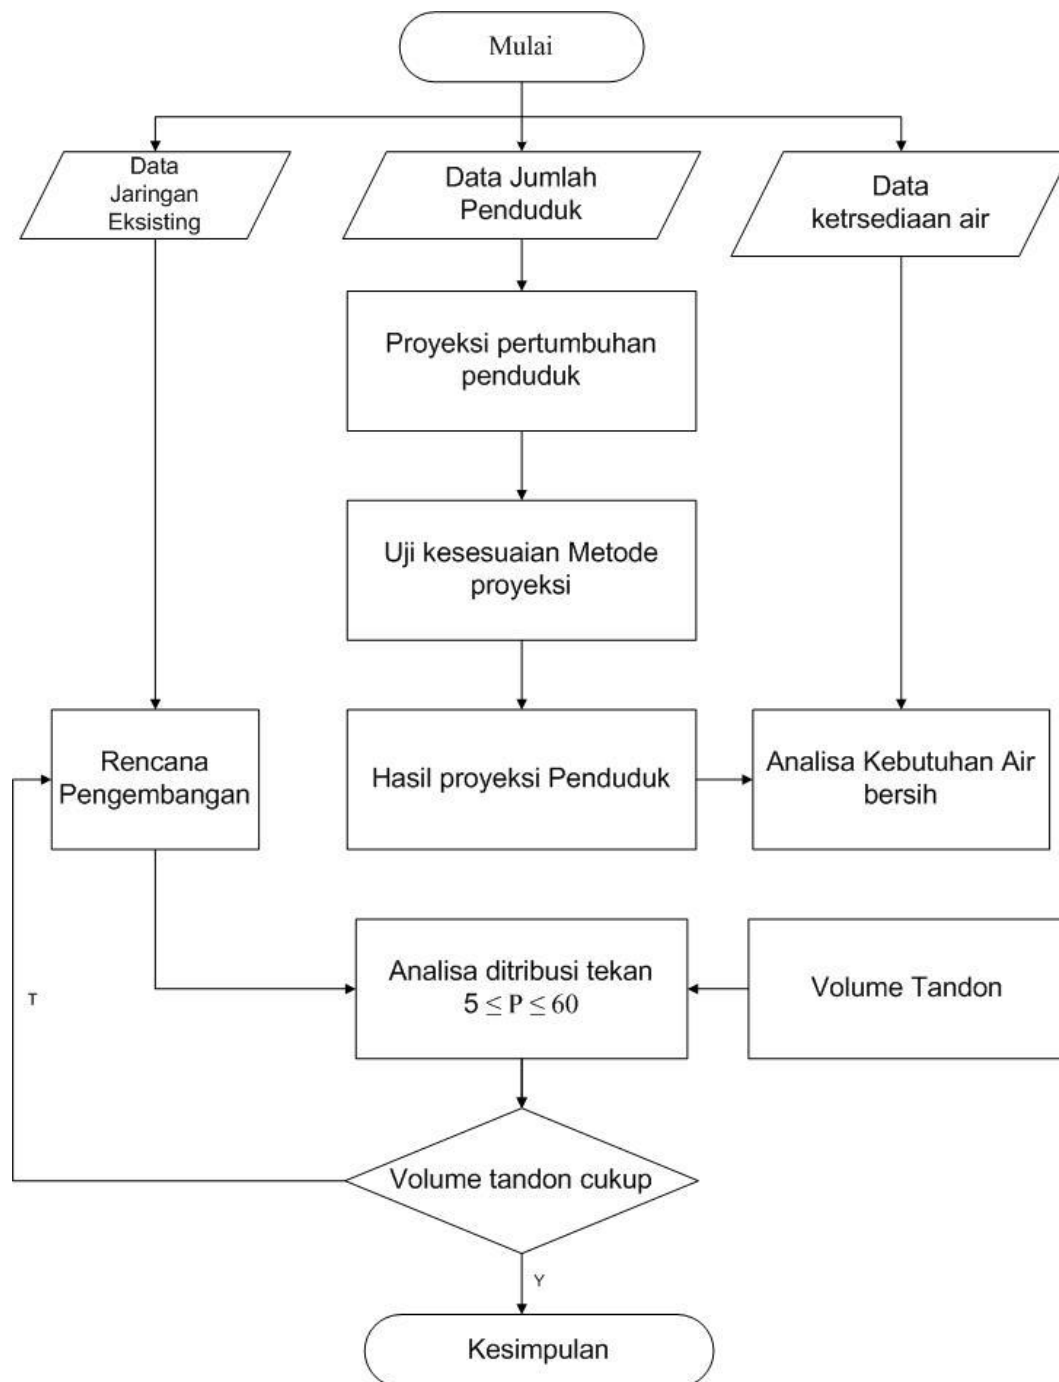 Mulai
Data
Jaringan
Eksisting
Data Jumlah
Penduduk
Data
ketrsediaan air
Proyeksi pertumbuhan
penduduk
Uji kesesuaian Metode
proyeksi
Rencana
Pengembangan
Hasil proyeksi Penduduk
Analisa Kebutuhan Air
bersih
Analisa ditribusi tekan
5 ≤ P ≤ 60
Volume Tandon
T
Volume tandon cukup
Y
Kesimpulan